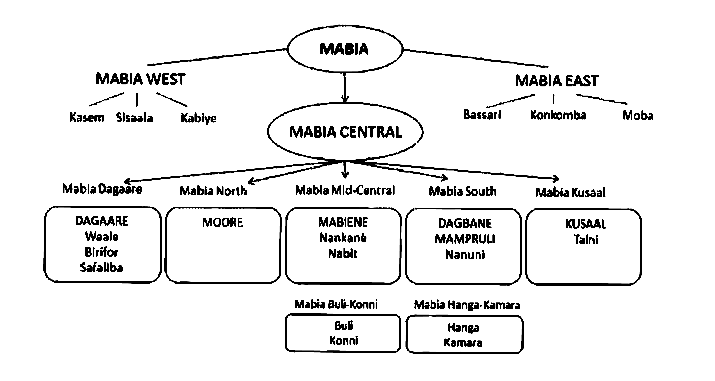 MABIA
MABIA WEST
MABIA EAST
Kasem Sisaala Kabiye
Bassari Konkomba Moba
MABIA CENTRAL
Mabia Dagaare
Mabia North
Mabia Mid-Central
Mabia South
Mabia Kusaal
DAGAARE
Waale
Birifor
Safaliba
MOORE
MABIENE
Nankanè
Nabit
DAGBANE
MAMPRULI
Nanuni
KUSAAL
Talni
Mabia Buli-Konni
Buli
Konni
Mabia Hanga-Kamara
Hanga
Kamara